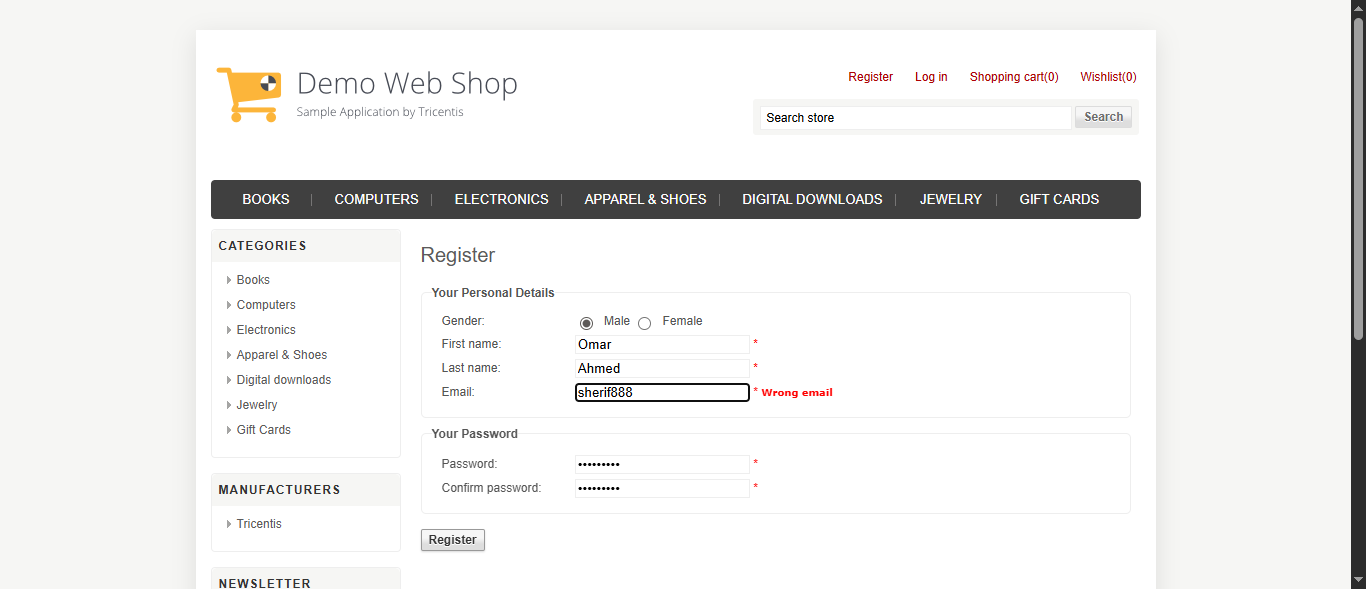 Demo Web Shop
Sample Application by Tricentis
Register Log in Shopping cart(0) Wishlist(0)
Search store Search
BOOKS COMPUTERS ELECTRONICS APPAREL & SHOES DIGITAL DOWNLOADS JEWELRY GIFT CARDS
CATEGORIES
Books
Computers
Electronics
Apparel & Shoes
Digital downloads
Jewelry
Gift Cards
MANUFACTURERS
Tricentis
NEWSLETTER
Register
Your Personal Details
Gender: Male Female
First name: Omar *
Last name: Ahmed *
Email: sherif888 * Wrong email
Your Password
Password: ••••••••• *
Confirm password: ••••••••• *
Register